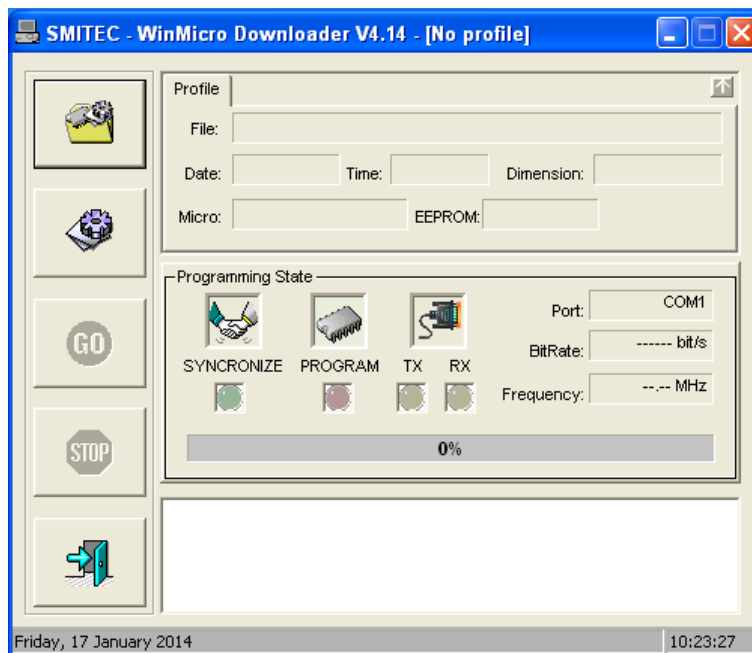 SMITEC - WinMicro Downloader V4.14 - [No profile]
Profile
File:
Date: Time: Dimension:
Micro: EEPROM:
Programming State
Port: COM1
SYNCRONIZE PROGRAM TX RX
BitRate: ------ bit/s
Frequency: --.-- MHz
GO
STOP
0%
Friday, 17 January 2014 10:23:27